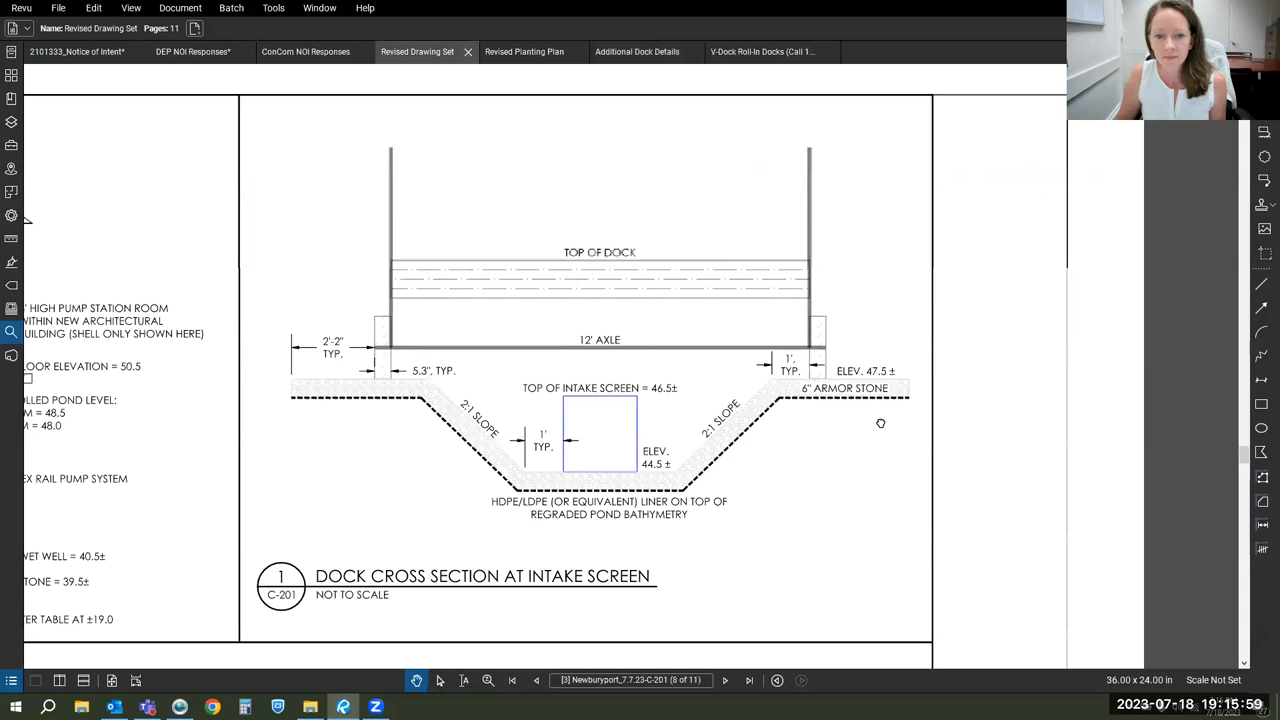 Revu File Edit View Document Batch Tools Window Help
Name: Revised Drawing Set Pages: 11
2101333_Notice of Intent* DEP NOI Responses* ConCom NOI Responses Revised Drawing Set Revised Planting Plan Additional Dock Details V-Dock Roll-In Docks (Call 1...
' HIGH PUMP STATION ROOM
WITHIN NEW ARCHITECTURAL
UILDING (SHELL ONLY SHOWN HERE)
LOOR ELEVATION = 50.5
OLLED POND LEVEL:
M = 48.5
M = 48.0
EX RAIL PUMP SYSTEM
WET WELL = 40.5±
TONE = 39.5±
ER TABLE AT ±19.0
TOP OF DOCK
12' AXLE
2'-2"
TYP.
5.3", TYP.
1',
TYP.
ELEV. 47.5 ±
6" ARMOR STONE
TOP OF INTAKE SCREEN = 46.5±
2:1 SLOPE
2:1 SLOPE
1'
TYP.
ELEV.
44.5 ±
HDPE/LDPE (OR EQUIVALENT) LINER ON TOP OF
REGRADED POND BATHYMETRY
1
C-201
DOCK CROSS SECTION AT INTAKE SCREEN
NOT TO SCALE
[3] Newburyport_7.7.23-C-201 (8 of 11)
36.00 x 24.00 in Scale Not Set
2023-07-18 19:15:59